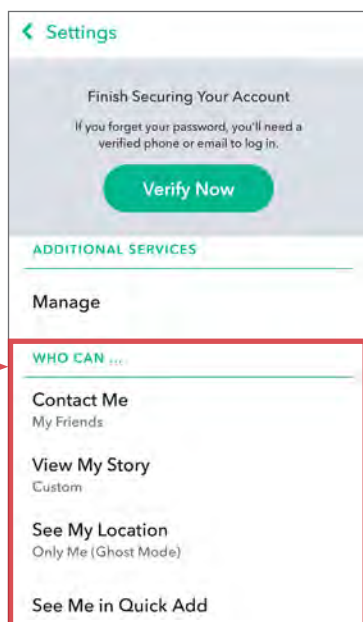 Settings
Finish Securing Your Account
If you forget your password, you'll need a
verified phone or email to log in.
Verify Now
ADDITIONAL SERVICES
Manage
WHO CAN ...
Contact Me
My Friends
View My Story
Custom
See My Location
Only Me (Ghost Mode)
See Me in Quick Add